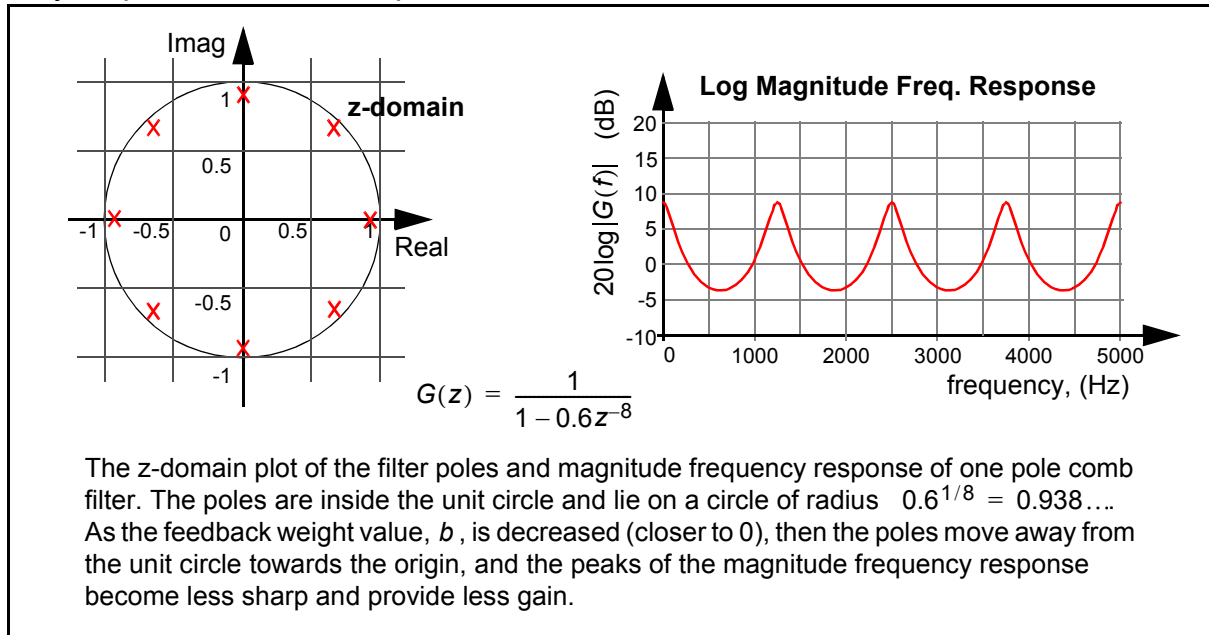 Imag
z-domain
1
0.5
-1
-0.5
0
0.5
1
Real
-0.5
-1
Log Magnitude Freq. Response
20log|G(f)| (dB)
20
15
10
5
0
-5
-10
0
1000
2000
3000
4000
5000
frequency, (Hz)
G(z) = 1 / (1 – 0.6z^–8)
The z-domain plot of the filter poles and magnitude frequency response of one pole comb
filter. The poles are inside the unit circle and lie on a circle of radius 0.6^1/8 = 0.938....
As the feedback weight value, b , is decreased (closer to 0), then the poles move away from
the unit circle towards the origin, and the peaks of the magnitude frequency response
become less sharp and provide less gain.